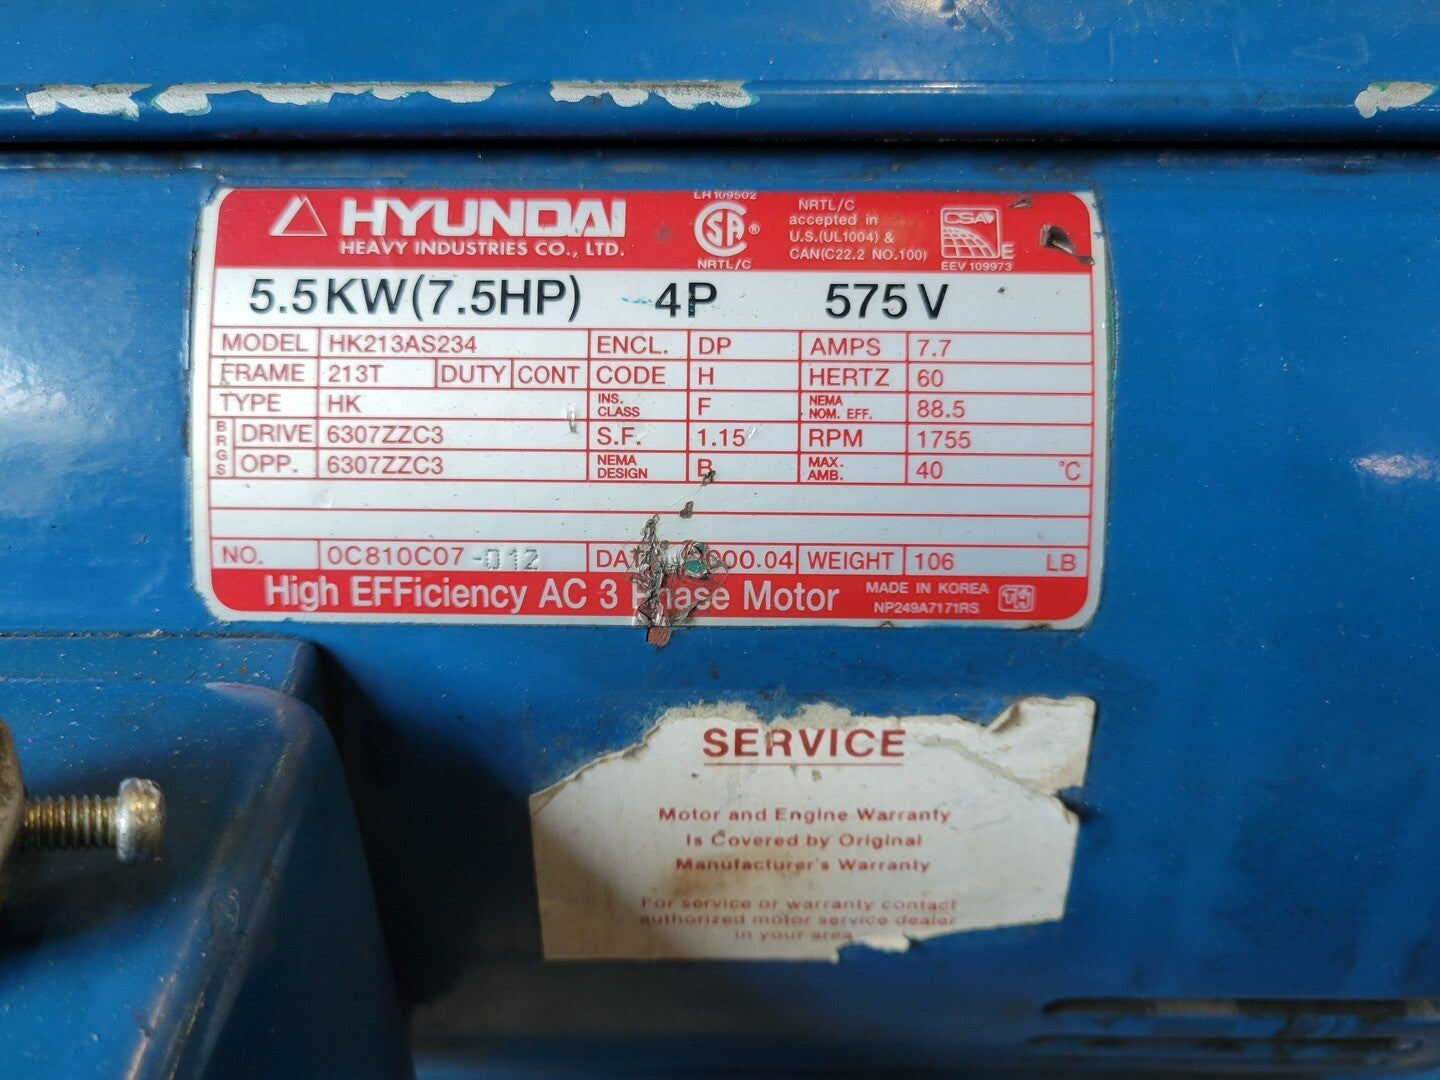 HYUNDAI
HEAVY INDUSTRIES CO., LTD.
LR 109502
CSA ®
NRTL/C
NRTL/C
accepted in
U.S.(UL1004) &
CAN(C22.2 NO.100)
CSA E
EEV 109973
5.5KW(7.5HP) 4P 575V
MODEL HK213AS234 ENCL. DP AMPS 7.7
FRAME 213T DUTY CONT CODE H HERTZ 60
TYPE HK INS. CLASS F NEMA NOM. EFF. 88.5
BRGS DRIVE 6307ZZC3 S.F. 1.15 RPM 1755
OPP. 6307ZZC3 NEMA DESIGN B MAX. AMB. 40 °C
NO. 0C810C07-012 000.04 WEIGHT 106 LB
High EFFiciency AC 3 Phase Motor
MADE IN KOREA
NP249A7171RS
SERVICE
Motor and Engine Warranty
Is Covered by Original
Manufacturer's Warranty
For service or warranty contact
authorized motor service dealer
in your area